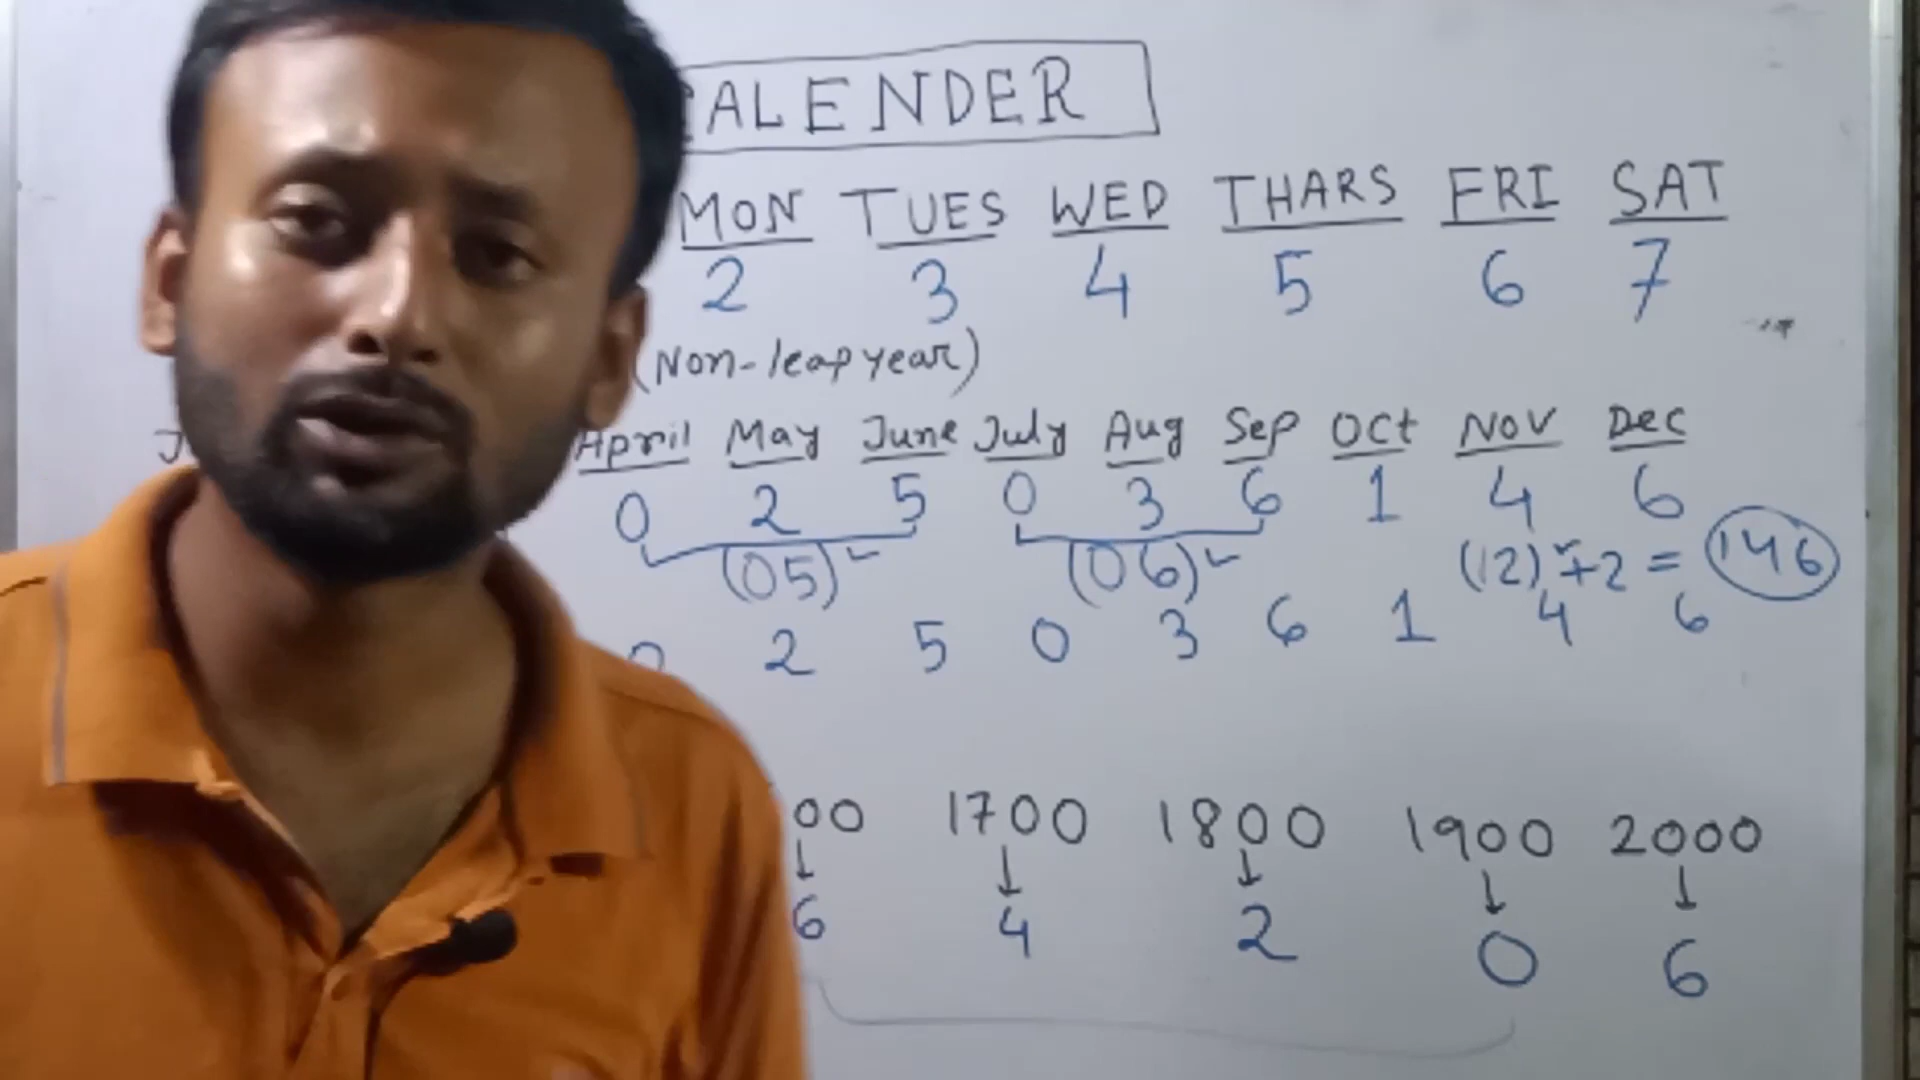 ALENDER
MON TUES WED THARS FRI SAT
2 3 4 5 6 7
(Non-leap year)
J April May June July Aug Sep Oct Nov Dec
0 2 5 0 3 6 1 4 6
(05) (06) (12)²+2 = 146
0 2 5 0 3 6 1 4 6
00 1700 1800 1900 2000
6 4 2 0 6